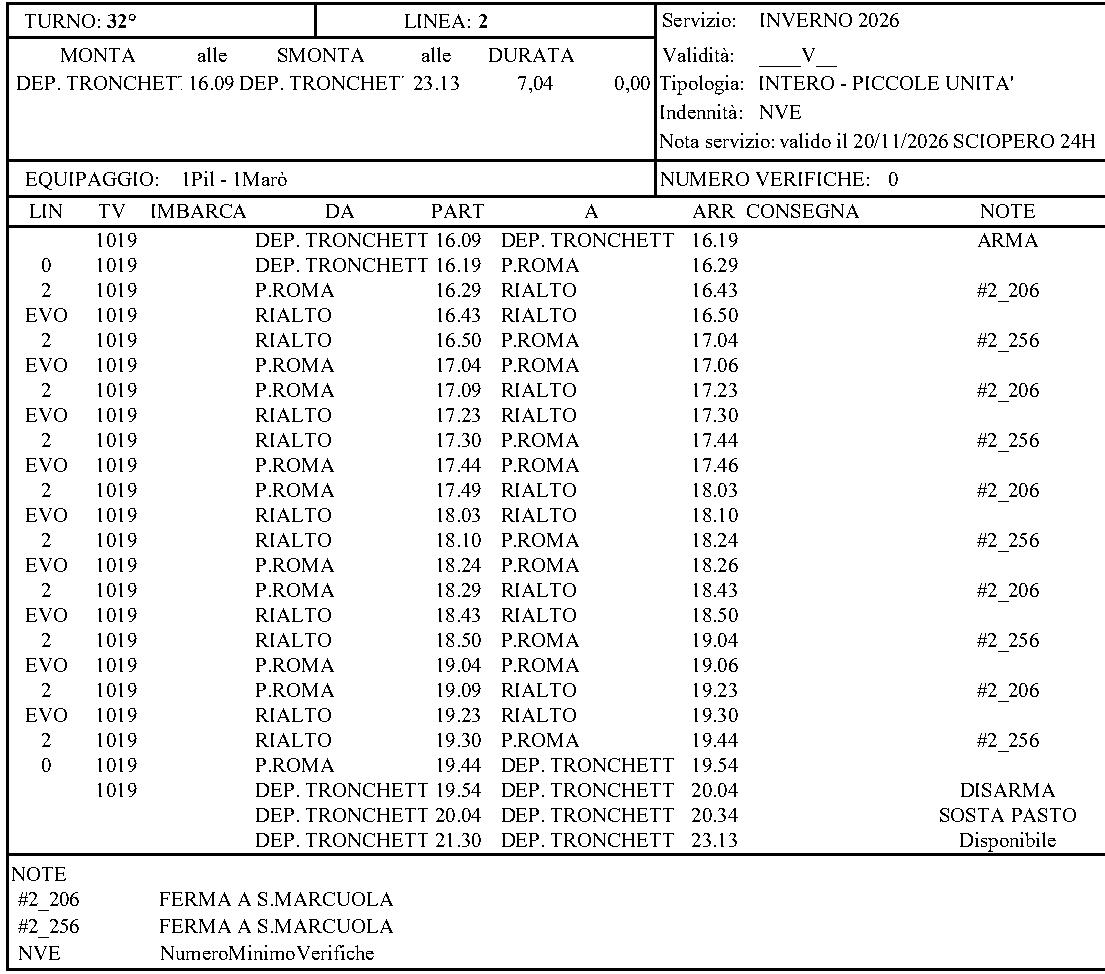 TURNO: 32° LINEA: 2 Servizio: INVERNO 2026
MONTA alle SMONTA alle DURATA Validità: ____V__
DEP. TRONCHETT 16.09 DEP. TRONCHET 23.13 7,04 0,00 Tipologia: INTERO - PICCOLE UNITA'
Indennità: NVE
Nota servizio: valido il 20/11/2026 SCIOPERO 24H
EQUIPAGGIO: 1Pil - 1Marò NUMERO VERIFICHE: 0
LIN TV IMBARCA DA PART A ARR CONSEGNA NOTE
1019 DEP. TRONCHETT 16.09 DEP. TRONCHETT 16.19 ARMA
0 1019 DEP. TRONCHETT 16.19 P.ROMA 16.29
2 1019 P.ROMA 16.29 RIALTO 16.43 #2_206
EVO 1019 RIALTO 16.43 RIALTO 16.50
2 1019 RIALTO 16.50 P.ROMA 17.04 #2_256
EVO 1019 P.ROMA 17.04 P.ROMA 17.06
2 1019 P.ROMA 17.09 RIALTO 17.23 #2_206
EVO 1019 RIALTO 17.23 RIALTO 17.30
2 1019 RIALTO 17.30 P.ROMA 17.44 #2_256
EVO 1019 P.ROMA 17.44 P.ROMA 17.46
2 1019 P.ROMA 17.49 RIALTO 18.03 #2_206
EVO 1019 RIALTO 18.03 RIALTO 18.10
2 1019 RIALTO 18.10 P.ROMA 18.24 #2_256
EVO 1019 P.ROMA 18.24 P.ROMA 18.26
2 1019 P.ROMA 18.29 RIALTO 18.43 #2_206
EVO 1019 RIALTO 18.43 RIALTO 18.50
2 1019 RIALTO 18.50 P.ROMA 19.04 #2_256
EVO 1019 P.ROMA 19.04 P.ROMA 19.06
2 1019 P.ROMA 19.09 RIALTO 19.23 #2_206
EVO 1019 RIALTO 19.23 RIALTO 19.30
2 1019 RIALTO 19.30 P.ROMA 19.44 #2_256
0 1019 P.ROMA 19.44 DEP. TRONCHETT 19.54
1019 DEP. TRONCHETT 19.54 DEP. TRONCHETT 20.04 DISARMA
DEP. TRONCHETT 20.04 DEP. TRONCHETT 20.34 SOSTA PASTO
DEP. TRONCHETT 21.30 DEP. TRONCHETT 23.13 Disponibile
NOTE
#2_206 FERMA A S.MARCUOLA
#2_256 FERMA A S.MARCUOLA
NVE NumeroMinimoVerifiche